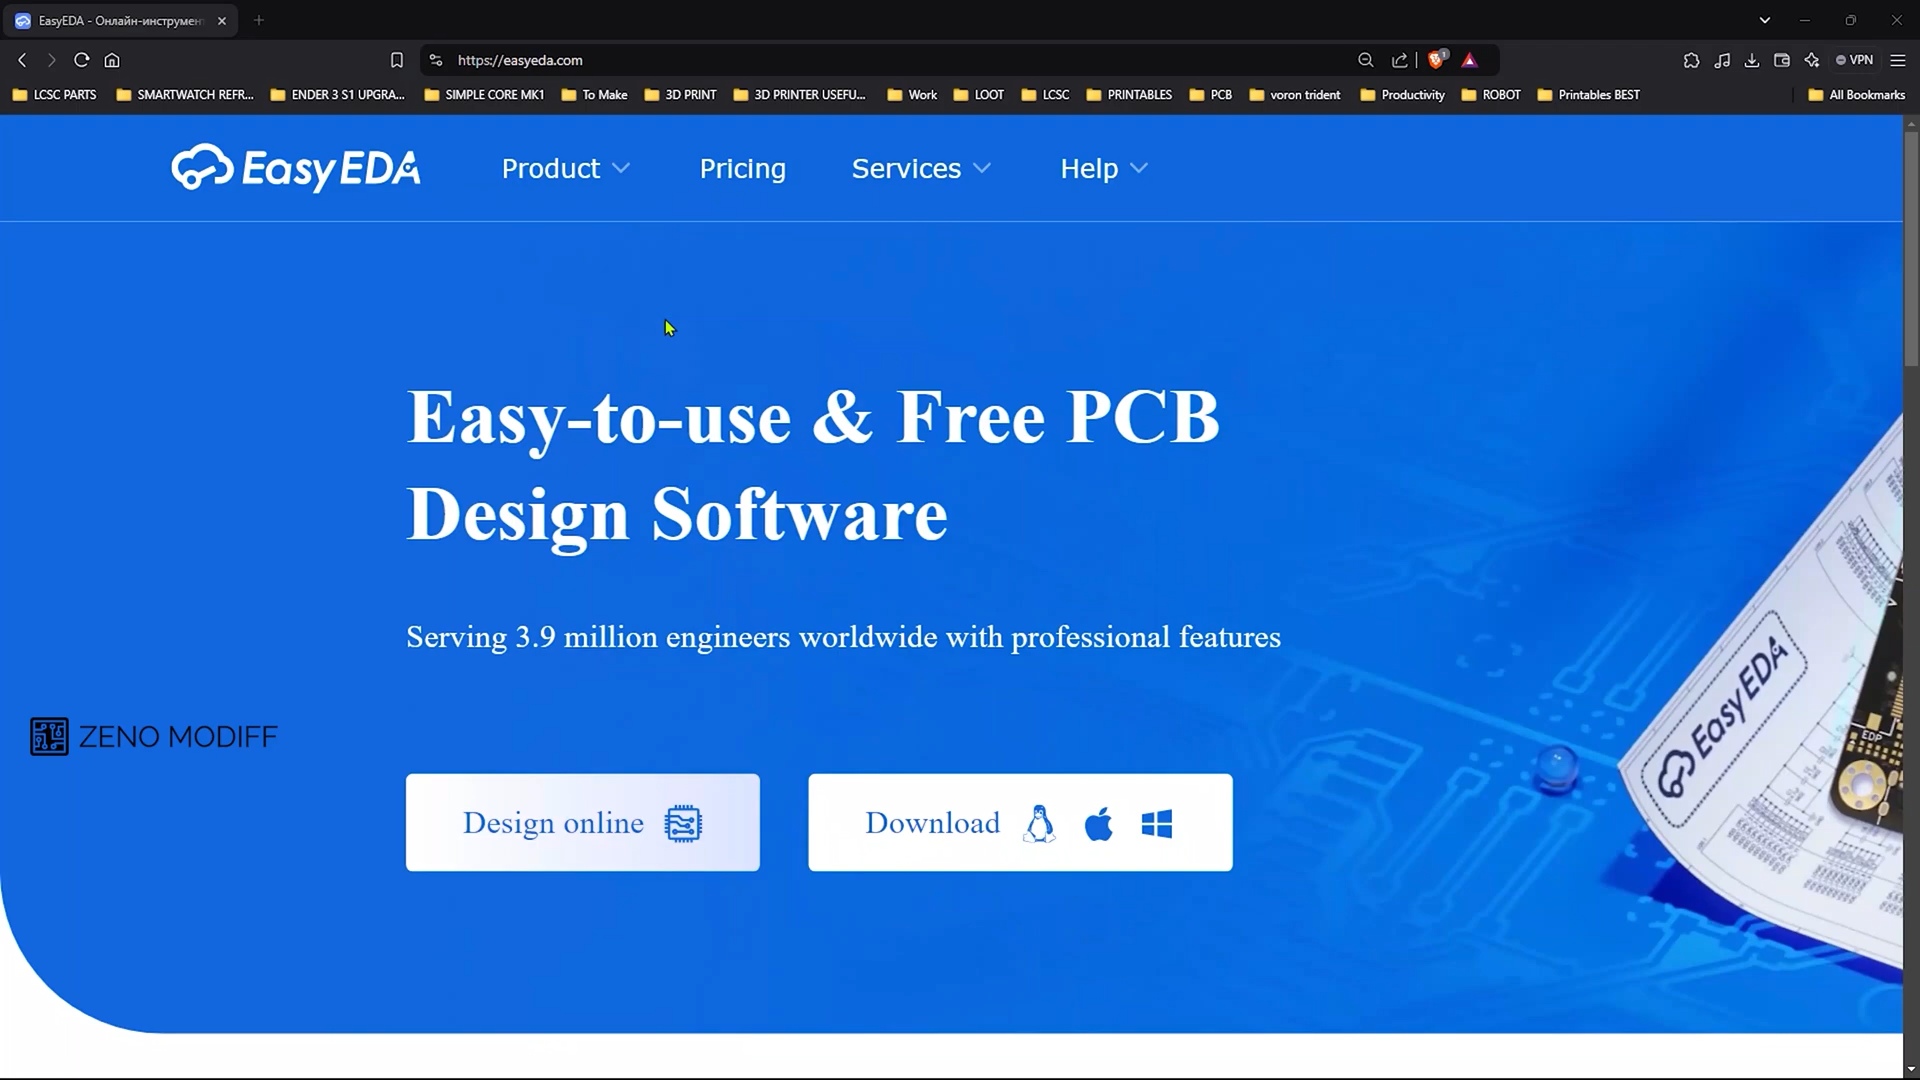 EasyEDA - Онлайн-инструмен
https://easyeda.com
1
VPN
LCSC PARTS
SMARTWATCH REFR...
ENDER 3 S1 UPGRA...
SIMPLE CORE MK1
To Make
3D PRINT
3D PRINTER USEFU...
Work
LOOT
LCSC
PRINTABLES
PCB
voron trident
Productivity
ROBOT
Printables BEST
All Bookmarks
EasyEDA
Product
Pricing
Services
Help
Easy-to-use & Free PCB
Design Software
Serving 3.9 million engineers worldwide with professional features
ZENO MODIFF
Design online
Download
EasyEDA
EDP